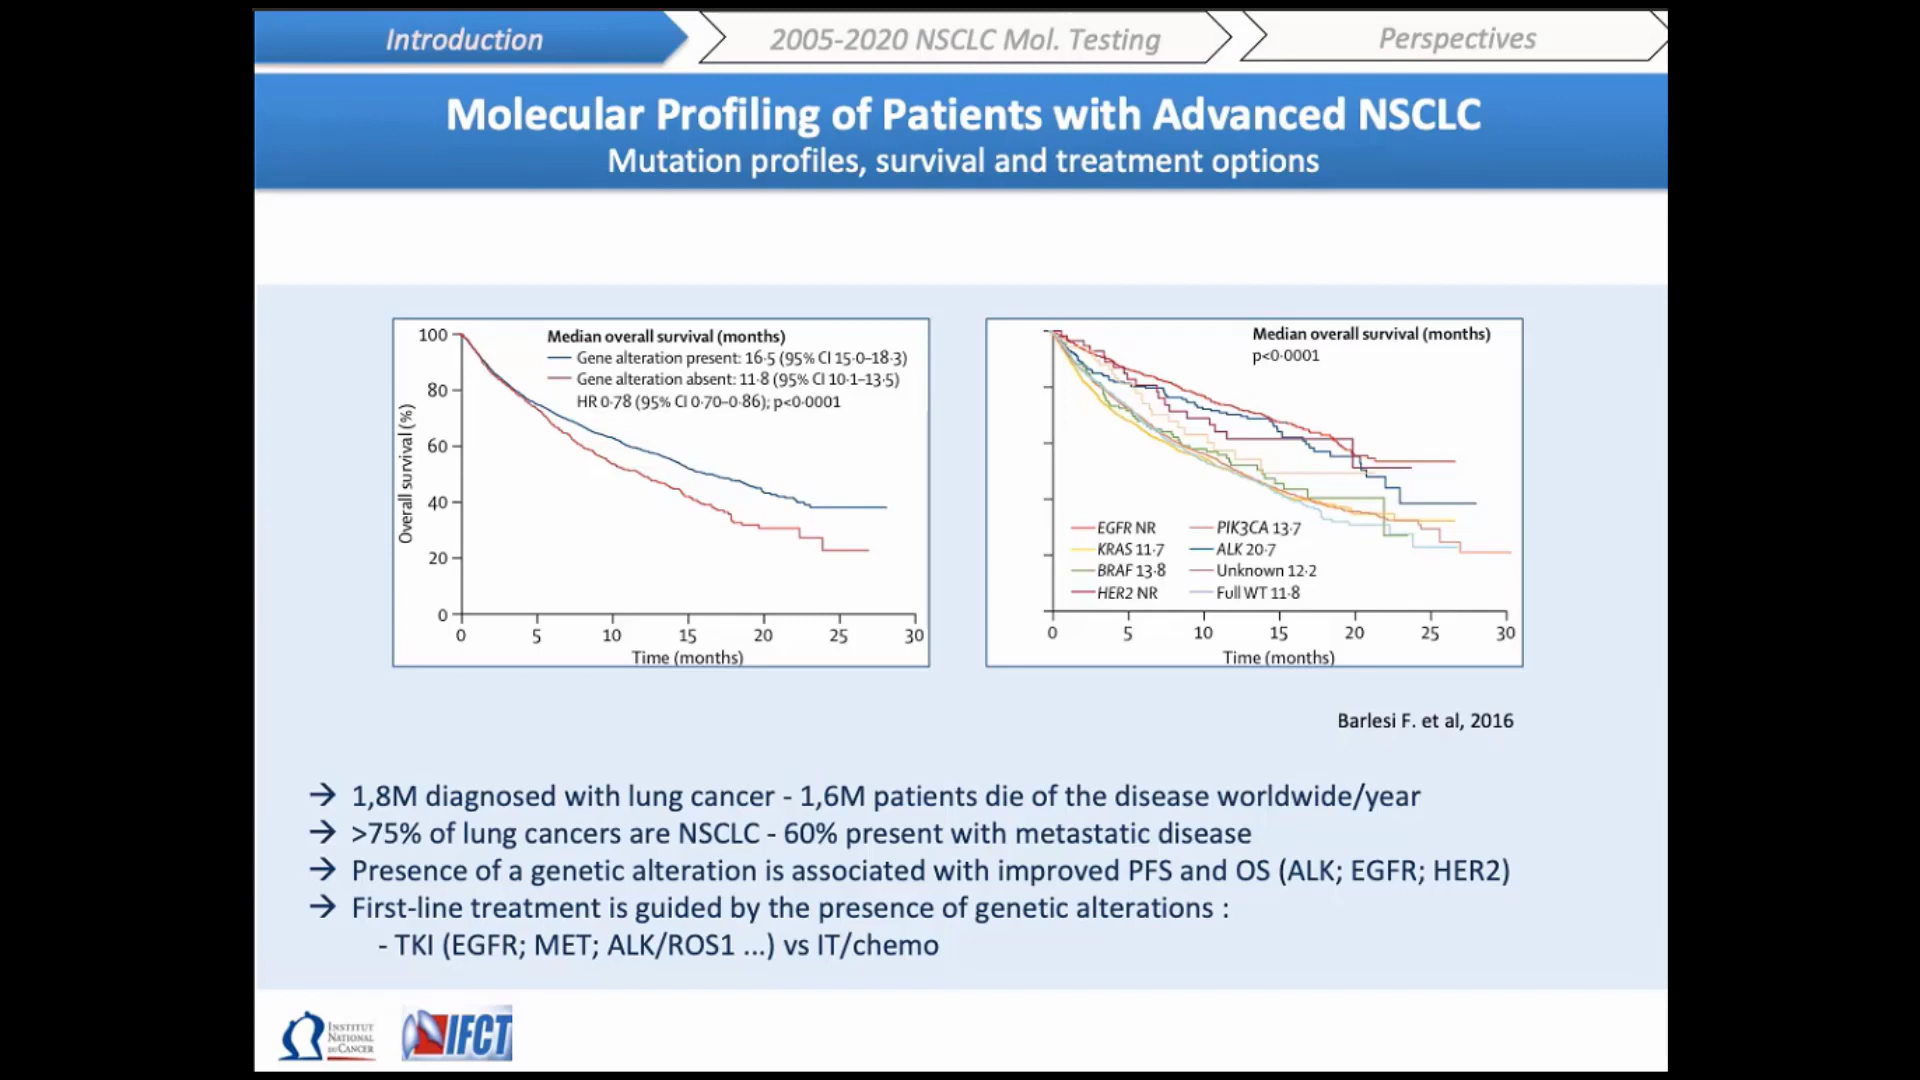 Introduction
2005-2020 NSCLC Mol. Testing
Perspectives
Molecular Profiling of Patients with Advanced NSCLC
Mutation profiles, survival and treatment options
Median overall survival (months)
Gene alteration present: 16·5 (95% CI 15·0–18·3)
Gene alteration absent: 11·8 (95% CI 10·1–13·5)
HR 0·78 (95% CI 0·70–0·86); p<0·0001
Overall survival (%)
100
80
60
40
20
0
0 5 10 15 20 25 30
Time (months)
Median overall survival (months)
p<0·0001
EGFR NR
KRAS 11·7
BRAF 13·8
HER2 NR
PIK3CA 13·7
ALK 20·7
Unknown 12·2
Full WT 11·8
0 5 10 15 20 25 30
Time (months)
Barlesi F. et al, 2016
→ 1,8M diagnosed with lung cancer - 1,6M patients die of the disease worldwide/year
→ >75% of lung cancers are NSCLC - 60% present with metastatic disease
→ Presence of a genetic alteration is associated with improved PFS and OS (ALK; EGFR; HER2)
→ First-line treatment is guided by the presence of genetic alterations :
- TKI (EGFR; MET; ALK/ROS1 ...) vs IT/chemo
INSTITUT
NATIONAL
DU CANCER
IFCT